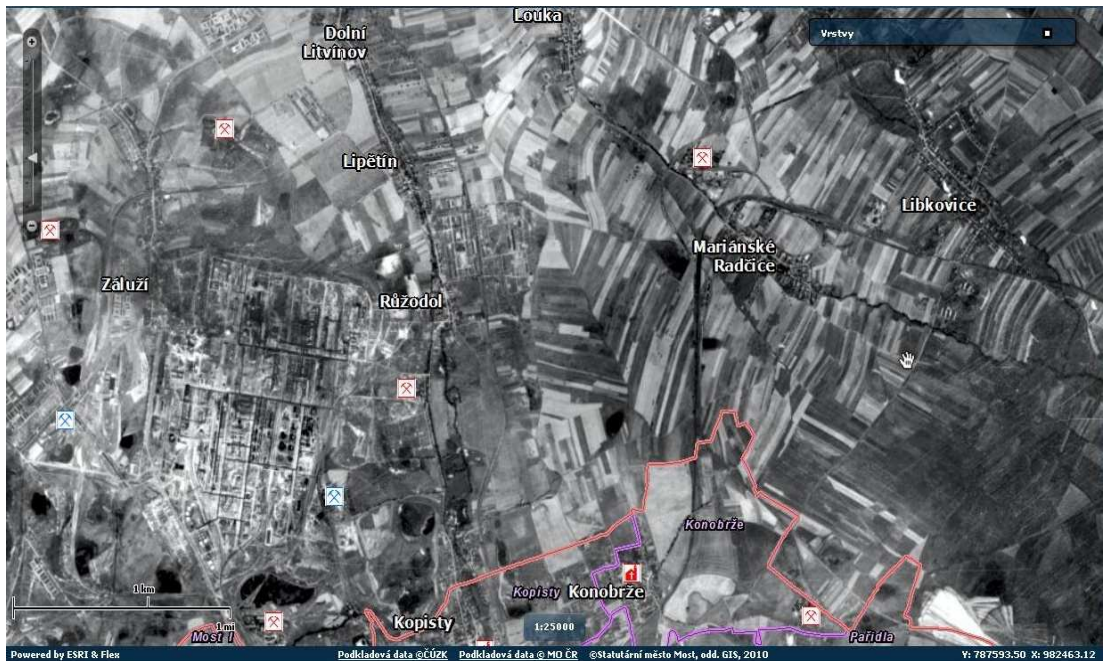 Louka
Vrstvy
Dolní
Litvínov
Lipětín
Libkovice
Mariánské
Radčice
Záluží
Růžodol
Konobrže
Kopisty
Konobrže
1 km
1 mi
Kopisty
1:25000
Most I
Pařidla
Powered by ESRI & Flex
Podkladová data ©ČÚZK
Podkladová data © MO ČR
©Statutární město Most, odd. GIS, 2010
Y: 787593.50 X: 982463.12